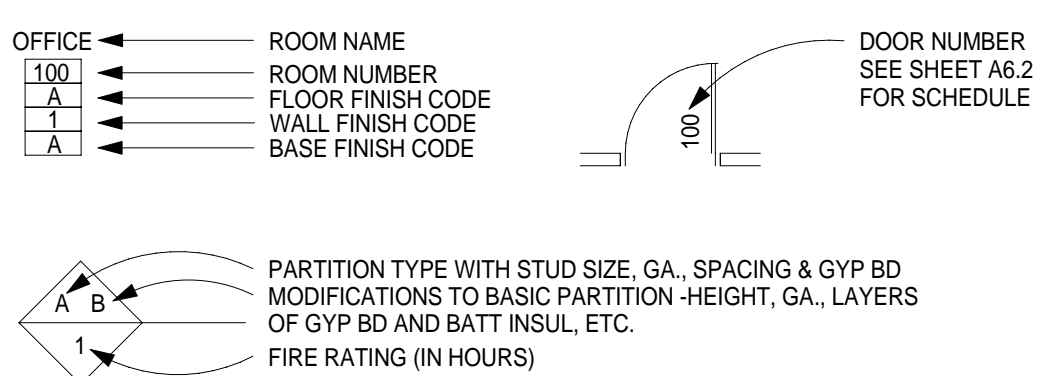 OFFICE
ROOM NAME
100
ROOM NUMBER
A
FLOOR FINISH CODE
1
WALL FINISH CODE
A
BASE FINISH CODE
100
DOOR NUMBER
SEE SHEET A6.2
FOR SCHEDULE
A B
1
PARTITION TYPE WITH STUD SIZE, GA., SPACING & GYP BD
MODIFICATIONS TO BASIC PARTITION -HEIGHT, GA., LAYERS
OF GYP BD AND BATT INSUL, ETC.
FIRE RATING (IN HOURS)